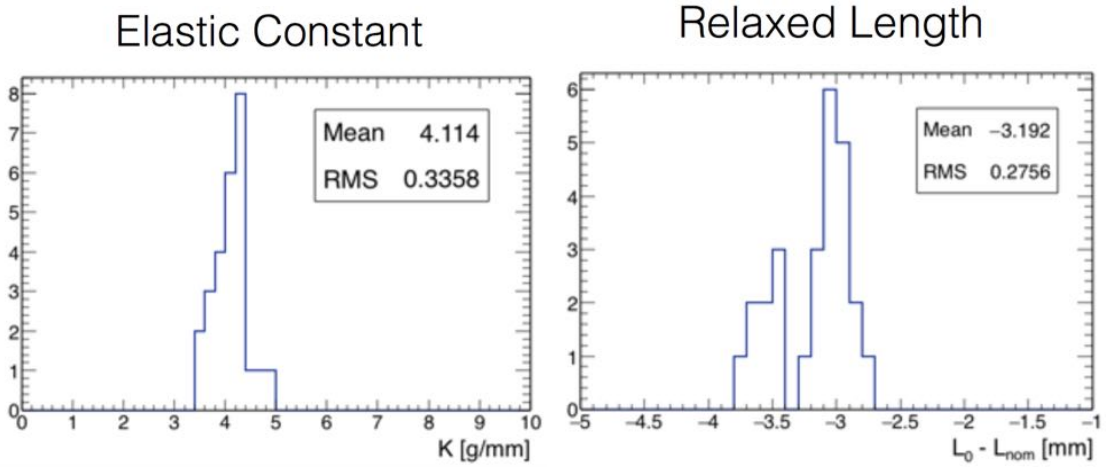 Elastic Constant
8
7
6
5
4
3
2
1
0
0 1 2 3 4 5 6 7 8 9 10
K [g/mm]
Mean 4.114
RMS 0.3358
Relaxed Length
6
5
4
3
2
1
0
−5 −4.5 −4 −3.5 −3 −2.5 −2 −1.5 −1
L₀ - Lnom [mm]
Mean −3.192
RMS 0.2756